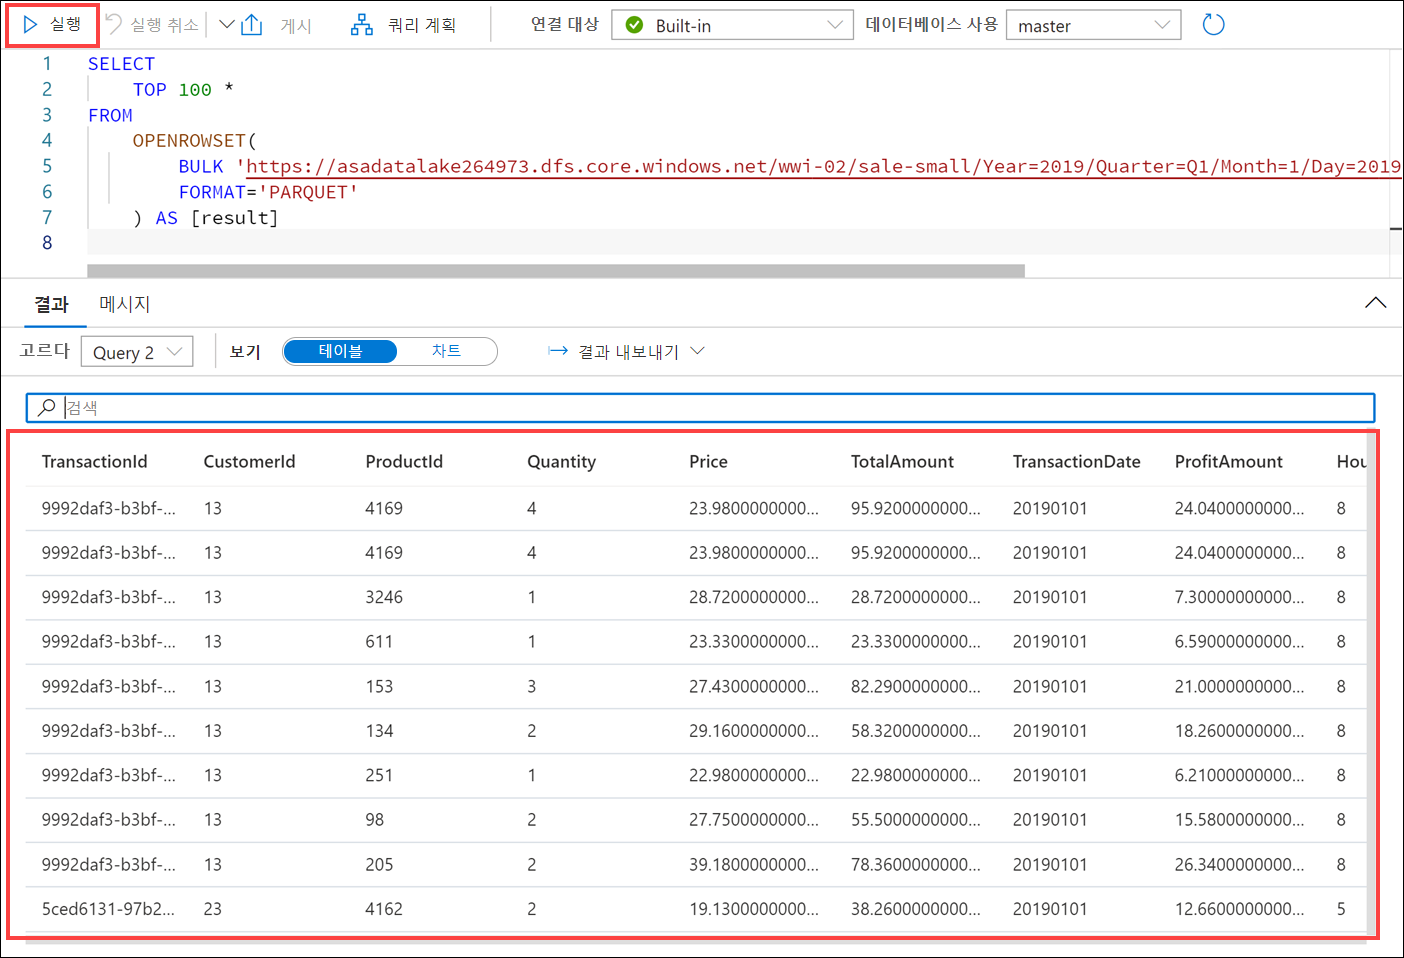 실행 실행 취소 게시 쿼리 계획 연결 대상 Built-in 데이터베이스 사용 master
1 SELECT
2 TOP 100 *
3 FROM
4 OPENROWSET(
5 BULK 'https://asadatalake264973.dfs.core.windows.net/wwi-02/sale-small/Year=2019/Quarter=Q1/Month=1/Day=2019
6 FORMAT='PARQUET'
7 ) AS [result]
8
결과 메시지
고르다 Query 2 보기 테이블 차트 결과 내보내기
검색
TransactionId CustomerId ProductId Quantity Price TotalAmount TransactionDate ProfitAmount Hou
9992daf3-b3bf-... 13 4169 4 23.9800000000... 95.9200000000... 20190101 24.0400000000... 8
9992daf3-b3bf-... 13 4169 4 23.9800000000... 95.9200000000... 20190101 24.0400000000... 8
9992daf3-b3bf-... 13 3246 1 28.7200000000... 28.7200000000... 20190101 7.30000000000... 8
9992daf3-b3bf-... 13 611 1 23.3300000000... 23.3300000000... 20190101 6.59000000000... 8
9992daf3-b3bf-... 13 153 3 27.4300000000... 82.2900000000... 20190101 21.0000000000... 8
9992daf3-b3bf-... 13 134 2 29.1600000000... 58.3200000000... 20190101 18.2600000000... 8
9992daf3-b3bf-... 13 251 1 22.9800000000... 22.9800000000... 20190101 6.21000000000... 8
9992daf3-b3bf-... 13 98 2 27.7500000000... 55.5000000000... 20190101 15.5800000000... 8
9992daf3-b3bf-... 13 205 2 39.1800000000... 78.3600000000... 20190101 26.3400000000... 8
5ced6131-97b2... 23 4162 2 19.1300000000... 38.2600000000... 20190101 12.6600000000... 5